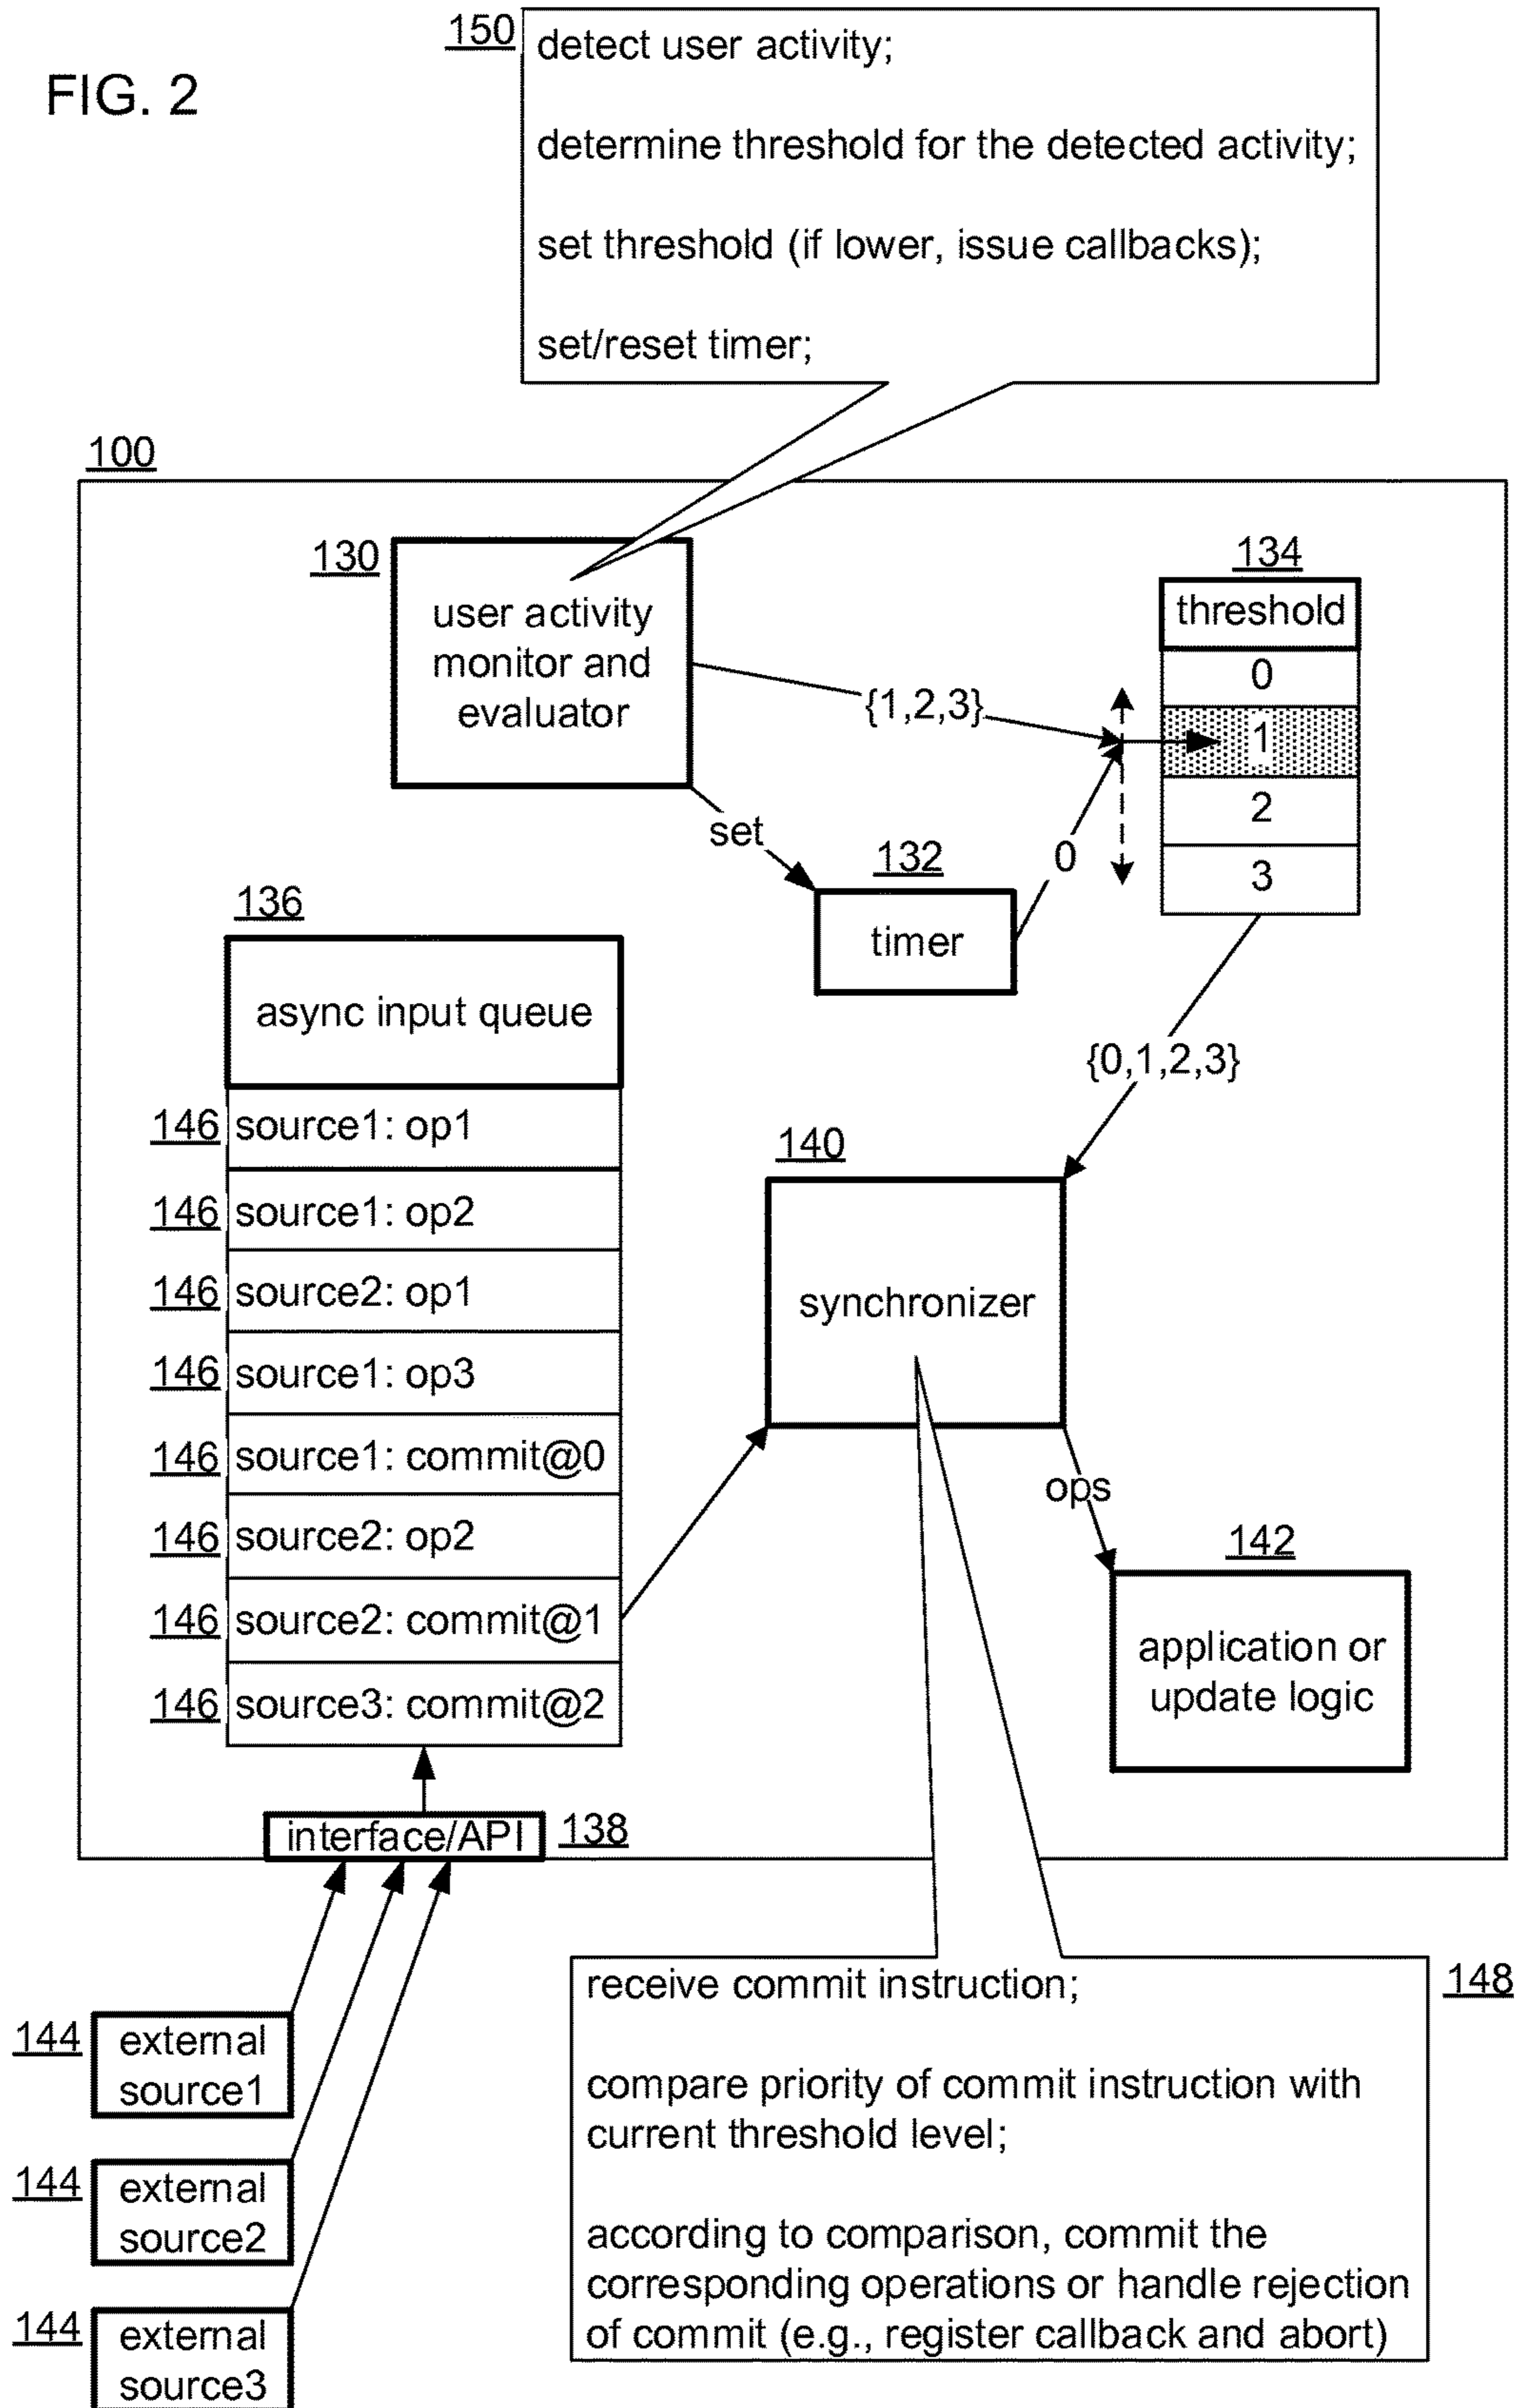 FIG. 2
150
detect user activity;
determine threshold for the detected activity;
set threshold (if lower, issue callbacks);
set/reset timer;
100
130
user activity
monitor and
evaluator
134
threshold
0
1
2
3
{1,2,3}
set
132
timer
0
{0,1,2,3}
136
async input queue
146 source1: op1
146 source1: op2
146 source2: op1
146 source1: op3
146 source1: commit@0
146 source2: op2
146 source2: commit@1
146 source3: commit@2
140
synchronizer
ops
142
application or
update logic
interface/API
138
144
external
source1
144
external
source2
144
external
source3
148
receive commit instruction;
compare priority of commit instruction with
current threshold level;
according to comparison, commit the
corresponding operations or handle rejection
of commit (e.g., register callback and abort)